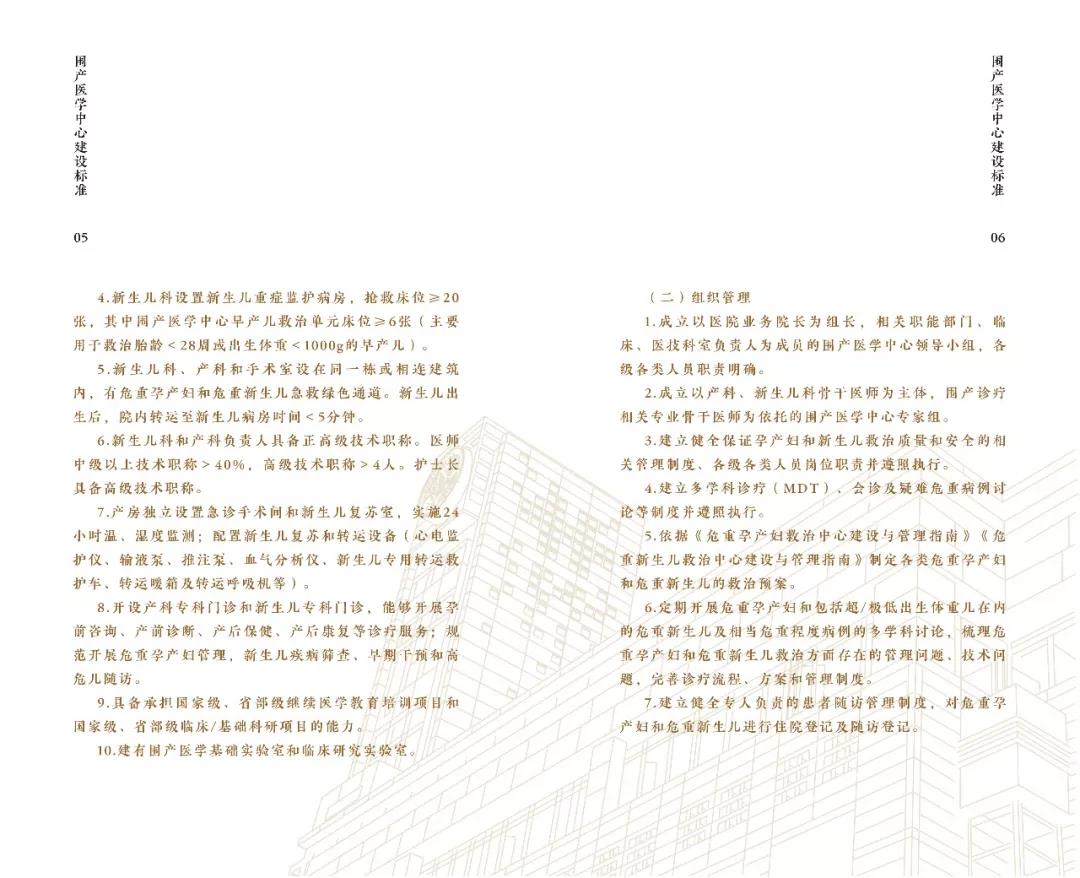 围产医学中心建设标准
05
4.新生儿科设置新生儿重症监护病房，抢救床位≥20
张，其中围产医学中心早产儿救治单元床位≥6张（主要
用于救治胎龄＜28周或出生体重＜1000g的早产儿）。
5.新生儿科、产科和手术室设在同一栋或相连建筑
内，有危重孕产妇和危重新生儿急救绿色通道。新生儿出
生后，院内转运至新生儿病房时间＜5分钟。
6.新生儿科和产科负责人具备正高级技术职称。医师
中级以上技术职称＞40%，高级技术职称＞4人。护士长
具备高级技术职称。
7.产房独立设置急诊手术间和新生儿复苏室，实施24
小时温、湿度监测；配置新生儿复苏和转运设备（心电监
护仪、输液泵、推注泵、血气分析仪、新生儿专用转运救
护车、转运暖箱及转运呼吸机等）。
8.开设产科专科门诊和新生儿专科门诊，能够开展孕
前咨询、产前诊断、产后保健、产后康复等诊疗服务；规
范开展危重孕产妇管理，新生儿疾病筛查、早期干预和高
危儿随访。
9.具备承担国家级、省部级继续医学教育培训项目和
国家级、省部级临床/基础科研项目的能力。
10.建有围产医学基础实验室和临床研究实验室。
围产医学中心建设标准
06
（二）组织管理
1.成立以医院业务院长为组长，相关职能部门、临
床、医技科室负责人为成员的围产医学中心领导小组，各
级各类人员职责明确。
2.成立以产科、新生儿科骨干医师为主体，围产诊疗
相关专业骨干医师为依托的围产医学中心专家组。
3.建立健全保证孕产妇和新生儿救治质量和安全的相
关管理制度、各级各类人员岗位职责并遵照执行。
4.建立多学科诊疗（MDT）、会诊及疑难危重病例讨
论等制度并遵照执行。
5.依据《危重孕产妇救治中心建设与管理指南》《危
重新生儿救治中心建设与管理指南》制定各类危重孕产妇
和危重新生儿的救治预案。
6.定期开展危重孕产妇和包括超/极低出生体重儿在内
的危重新生儿及相当危重程度病例的多学科讨论，梳理危
重孕产妇和危重新生儿救治方面存在的管理问题、技术问
题，完善诊疗流程、方案和管理制度。
7.建立健全专人负责的患者随访管理制度，对危重孕
产妇和危重新生儿进行住院登记及随访登记。